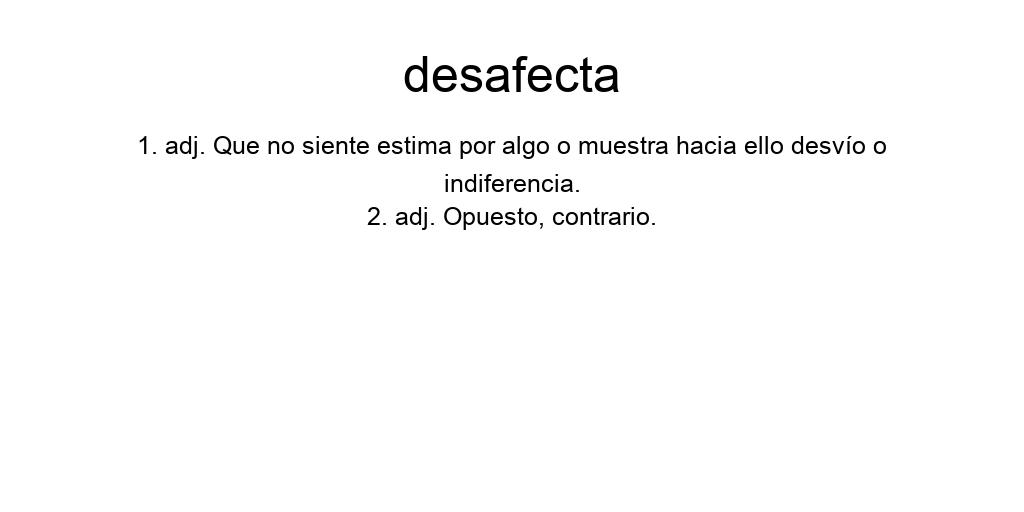 desafecta
1. adj. Que no siente estima por algo o muestra hacia ello desvío o
indiferencia.
2. adj. Opuesto, contrario.